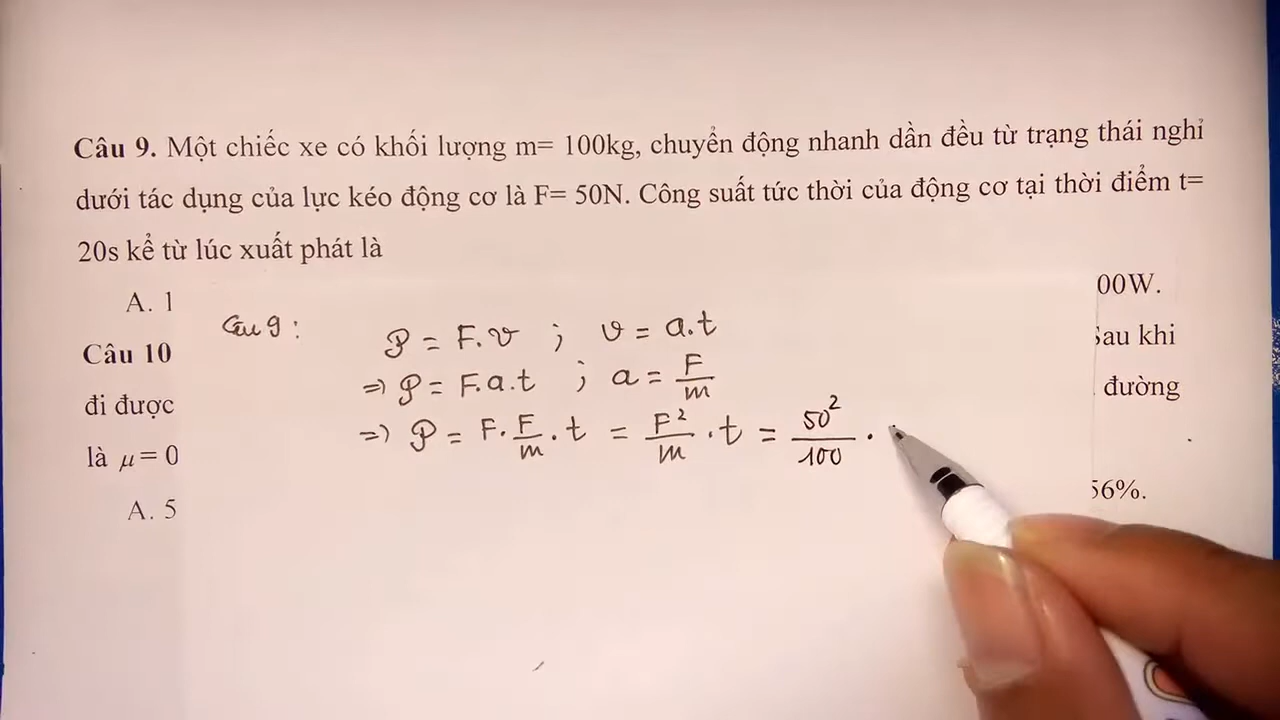 Câu 9. Một chiếc xe có khối lượng m= 100kg, chuyển động nhanh dần đều từ trạng thái nghỉ
dưới tác dụng của lực kéo động cơ là F= 50N. Công suất tức thời của động cơ tại thời điểm t=
20s kể từ lúc xuất phát là
A. 1
00W.
Câu 9 :
P = F.v ; v = a.t
Câu 10
Sau khi
=> P = F.a.t ; a = F/m
đi được
đường
=> P = F. F/m . t = F²/m . t = 50²/100 .
là μ = 0
A. 5
56%.